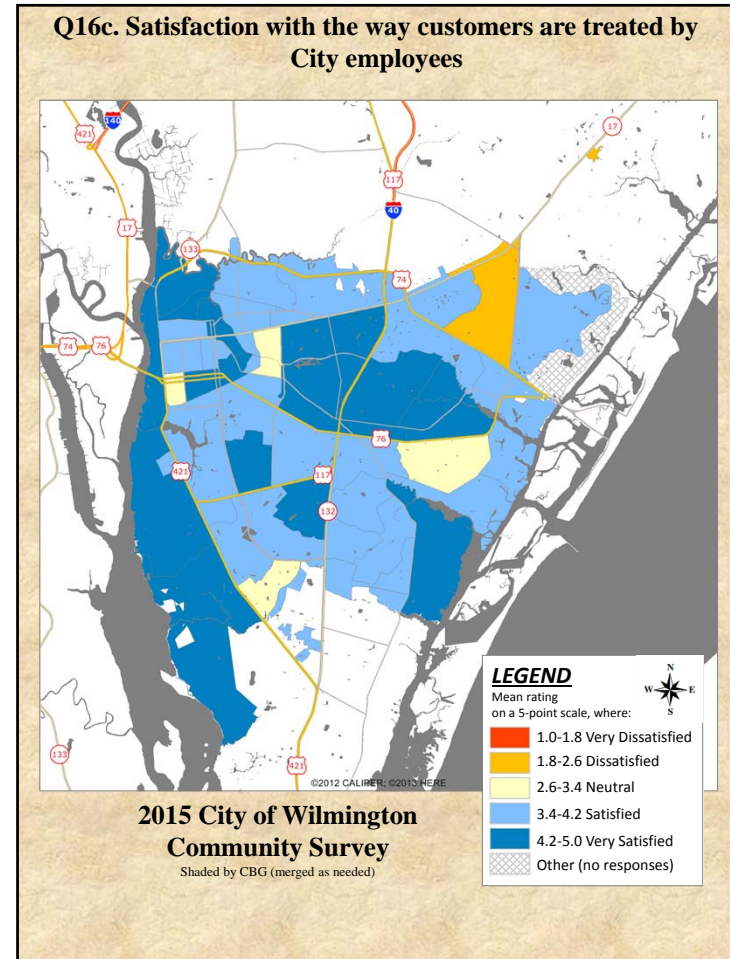 Q16c. Satisfaction with the way customers are treated by
City employees
140
421
17
117
40
17
133
74
74
76
76
421
117
132
133
421
©2012 CALIPER; ©2013 HERE
LEGEND
Mean rating
on a 5-point scale, where:
N
W E
S
1.0-1.8 Very Dissatisfied
1.8-2.6 Dissatisfied
2.6-3.4 Neutral
3.4-4.2 Satisfied
4.2-5.0 Very Satisfied
Other (no responses)
2015 City of Wilmington
Community Survey
Shaded by CBG (merged as needed)